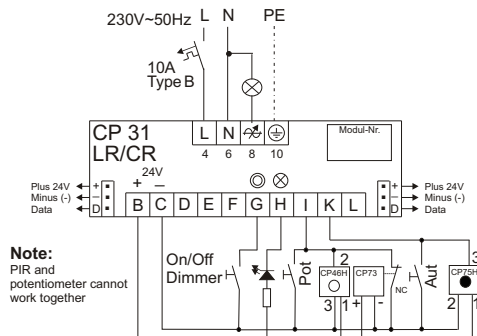 230V~50Hz L N PE
10A
Type B
CP 31
LR/CR
L N
4 6 8 10
Modul-Nr.
24V
+ −
Plus 24V + + Plus 24V
Minus (-) − − Minus (-)
Data D D Data
B C D E F G H I K L
Note:
PIR and
potentiometer cannot
work together
On/Off
Dimmer
Pot
CP46H
2
3 1
CP73
+ -
NC
Aut
3
CP75H
2 1